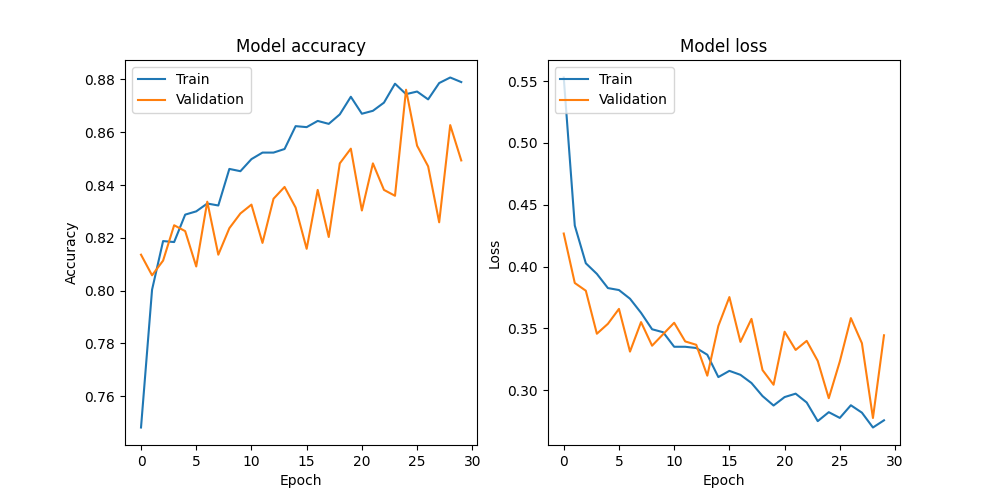 Model accuracy
Train
Validation
0.88
0.86
0.84
0.82
0.80
0.78
0.76
Accuracy
0 5 10 15 20 25 30
Epoch
Model loss
Train
Validation
0.55
0.50
0.45
0.40
0.35
0.30
Loss
0 5 10 15 20 25 30
Epoch